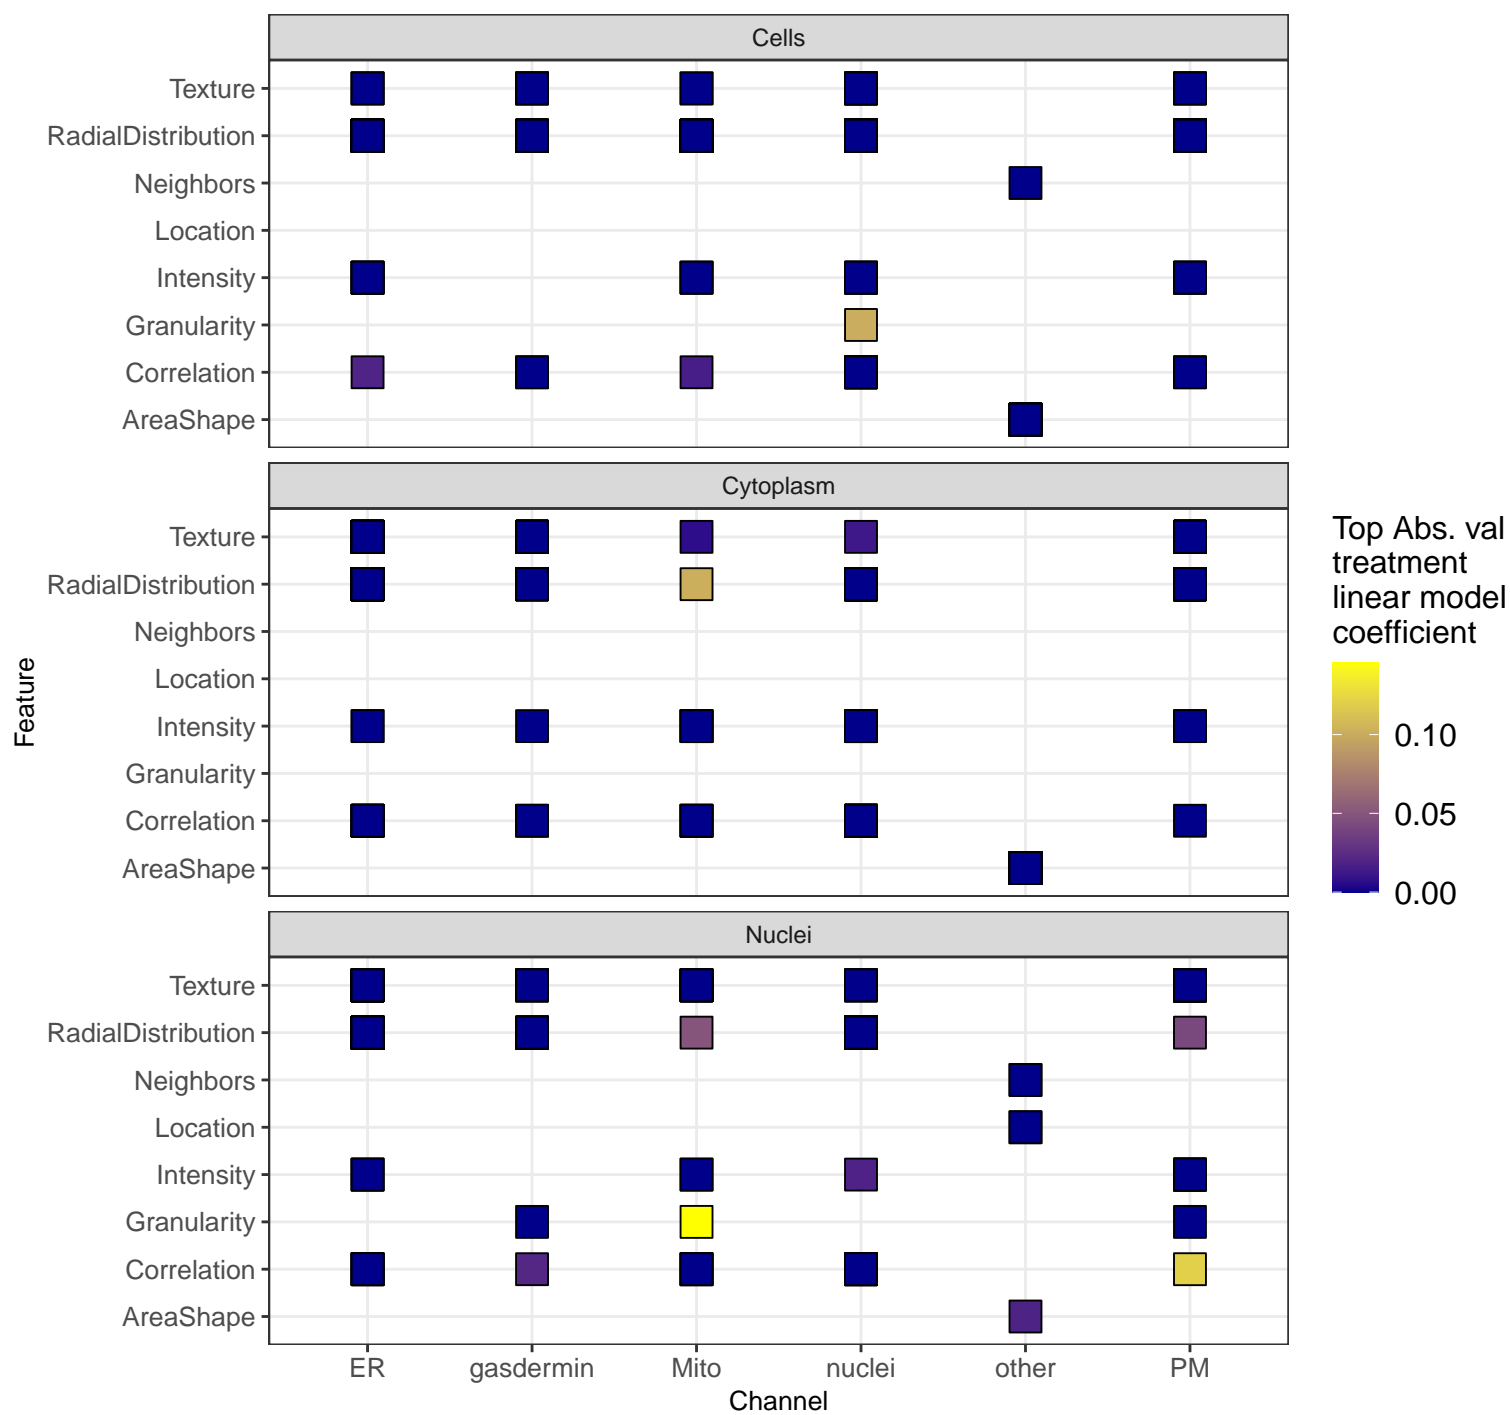 Cells
Texture
RadialDistribution
Neighbors
Location
Intensity
Granularity
Correlation
AreaShape
Cytoplasm
Texture
RadialDistribution
Neighbors
Location
Intensity
Granularity
Correlation
AreaShape
Nuclei
Texture
RadialDistribution
Neighbors
Location
Intensity
Granularity
Correlation
AreaShape
ER gasdermin Mito nuclei other PM
Channel
Feature
Top Abs. val
treatment
linear model
coefficient
0.10
0.05
0.00